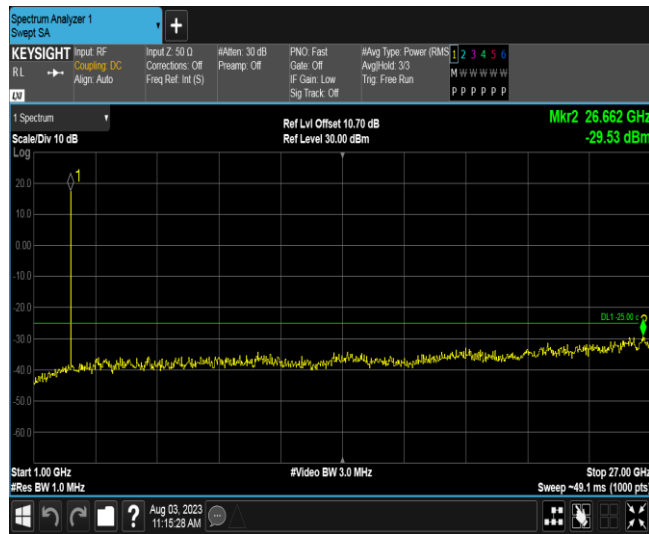 Spectrum Analyzer 1
Swept SA
+
KEYSIGHT
RL
LXI
Input: RF
Coupling: DC
Align: Auto
Input Z: 50 Ω
Corrections: Off
Freq Ref: Int (S)
#Atten: 30 dB
Preamp: Off
PNO: Fast
Gate: Off
IF Gain: Low
Sig Track: Off
#Avg Type: Power (RMS
Avg|Hold: 3/3
Trig: Free Run
1 2 3 4 5 6
M W W W W W
P P P P P P
1 Spectrum
Scale/Div 10 dB
Log
Ref Lvl Offset 10.70 dB
Ref Level 30.00 dBm
Mkr2 26.662 GHz
-29.53 dBm
20.0
10.0
0.00
-10.0
-20.0
-30.0
-40.0
-50.0
-60.0
1
DL1 -25.00
2
Start 1.00 GHz
#Res BW 1.0 MHz
#Video BW 3.0 MHz
Stop 27.00 GHz
Sweep ~49.1 ms (1000 pts
?
Aug 03, 2023
11:15:28 AM